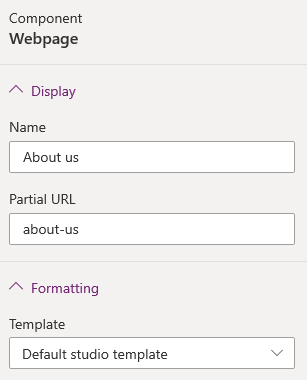 Component
Webpage
Display
Name
About us
Partial URL
about-us
Formatting
Template
Default studio template